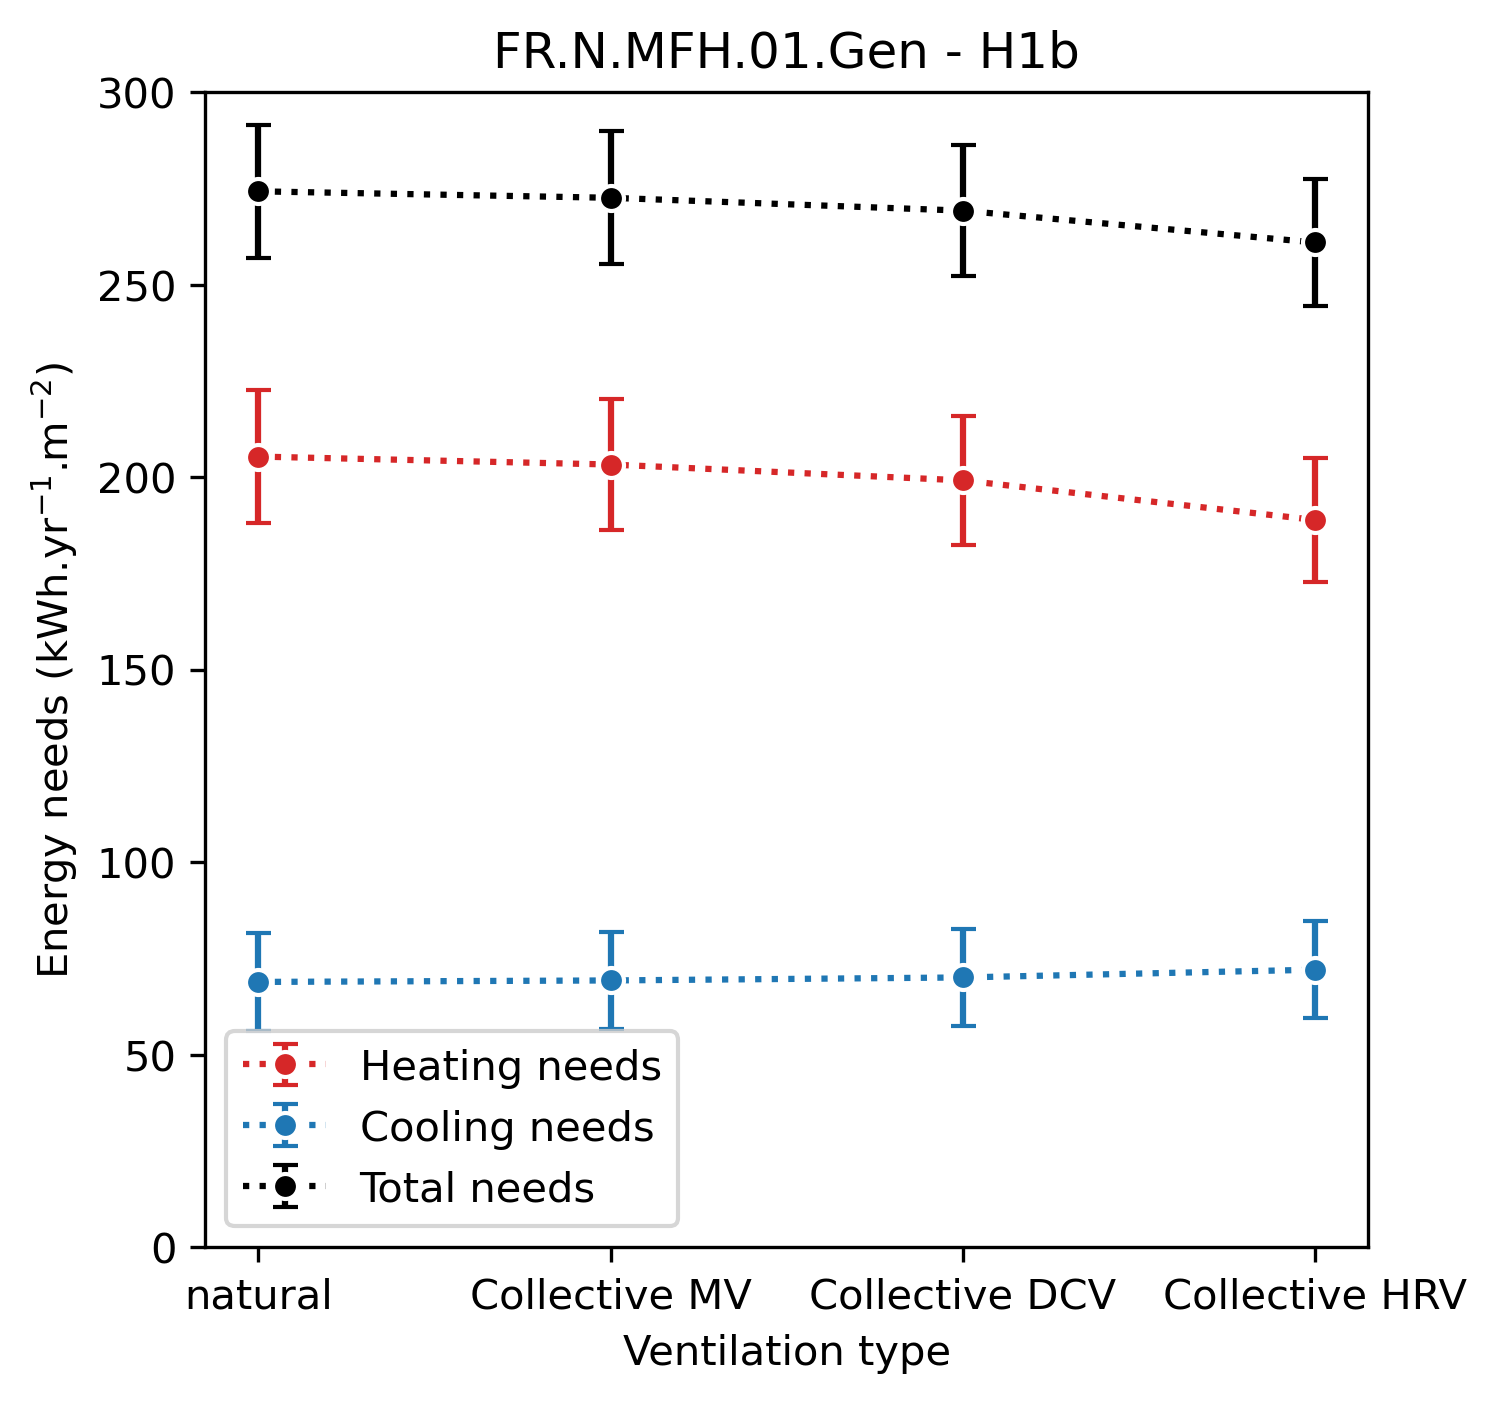 FR.N.MFH.01.Gen - H1b
300
250
200
150
100
50
0
Energy needs (kWh.yr⁻¹.m⁻²)
Heating needs
Cooling needs
Total needs
natural Collective MV Collective DCV Collective HRV
Ventilation type